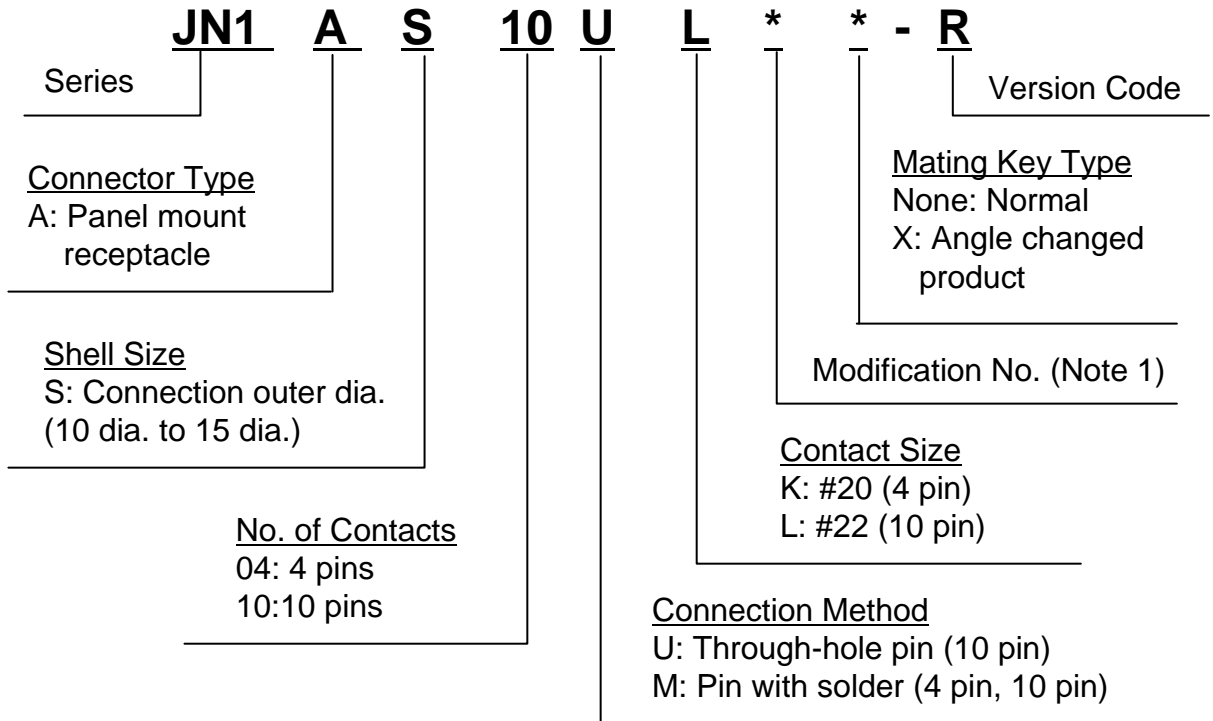 JN1 A S 10 U L * * - R
Series
Version Code
Connector Type
A: Panel mount
receptacle
Mating Key Type
None: Normal
X: Angle changed
product
Shell Size
S: Connection outer dia.
(10 dia. to 15 dia.)
Modification No. (Note 1)
Contact Size
K: #20 (4 pin)
L: #22 (10 pin)
No. of Contacts
04: 4 pins
10:10 pins
Connection Method
U: Through-hole pin (10 pin)
M: Pin with solder (4 pin, 10 pin)